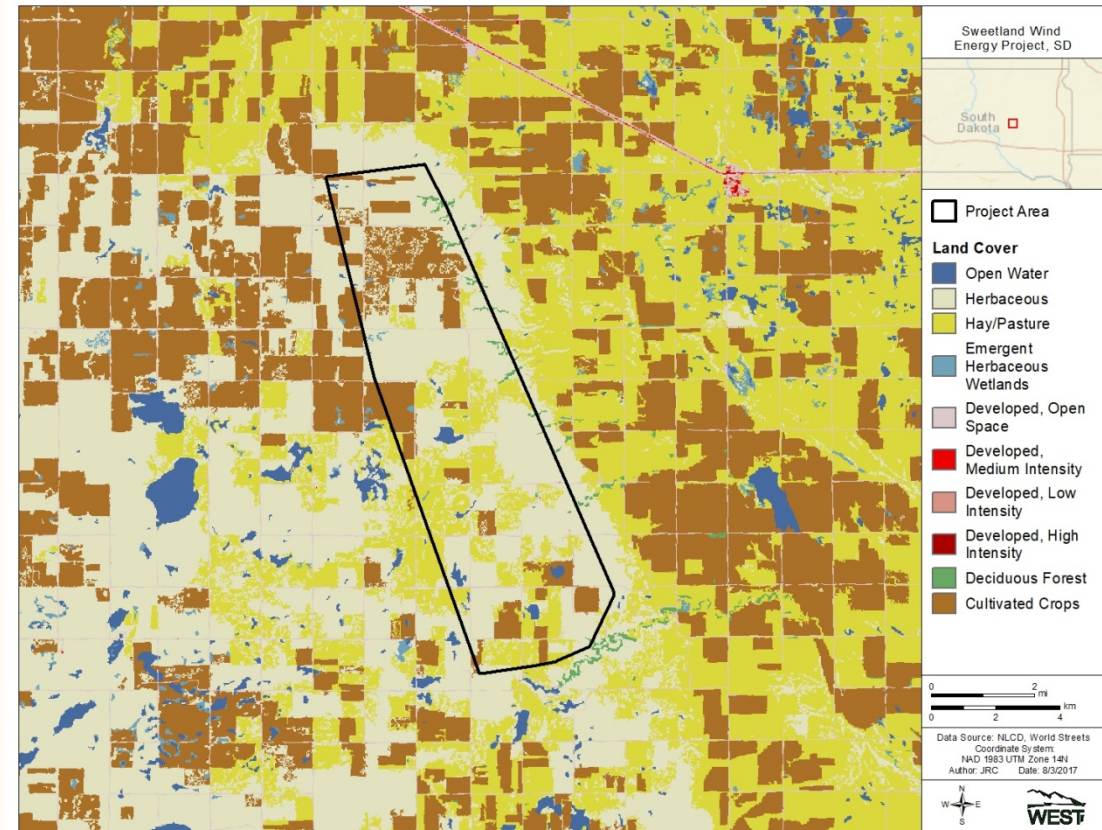 Sweetland Wind
Energy Project, SD
South
Dakota
Project Area
Land Cover
Open Water
Herbaceous
Hay/Pasture
Emergent
Herbaceous
Wetlands
Developed, Open
Space
Developed,
Medium Intensity
Developed, Low
Intensity
Developed, High
Intensity
Deciduous Forest
Cultivated Crops
0 2
mi
km
0 2 4
Data Source: NLCD, World Streets
Coordinate System:
NAD 1983 UTM Zone 14N
Author: JRC Date: 8/3/2017
N
W E
S
WEST